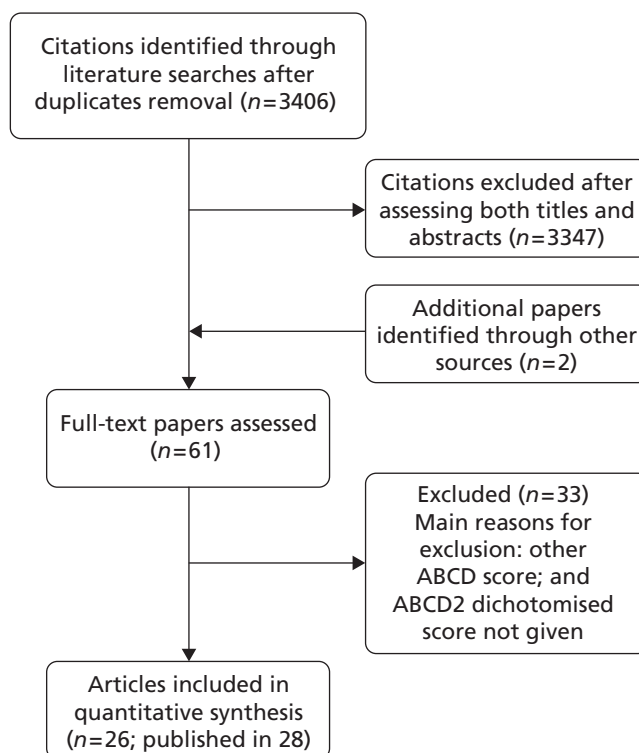 Citations identified through
literature searches after
duplicates removal (n=3406)
Citations excluded after
assessing both titles and
abstracts (n=3347)
Additional papers
identified through other
sources (n=2)
Full-text papers assessed
(n=61)
Excluded (n=33)
Main reasons for
exclusion: other
ABCD score; and
ABCD2 dichotomised
score not given
Articles included in
quantitative synthesis
(n=26; published in 28)